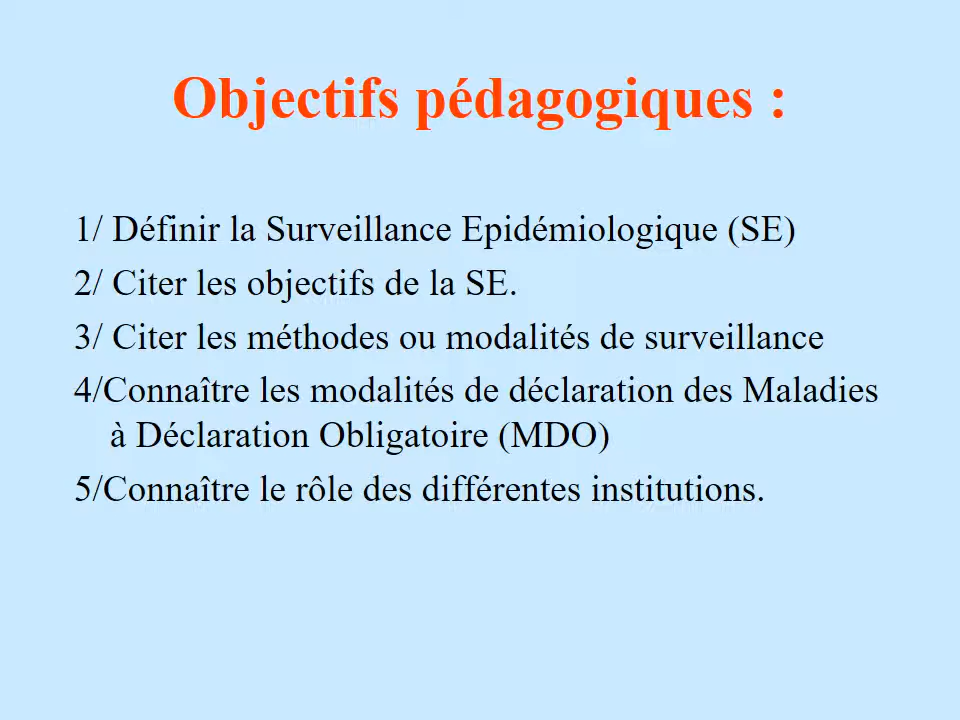 Objectifs pédagogiques :
1/ Définir la Surveillance Epidémiologique (SE)
2/ Citer les objectifs de la SE.
3/ Citer les méthodes ou modalités de surveillance
4/Connaître les modalités de déclaration des Maladies
à Déclaration Obligatoire (MDO)
5/Connaître le rôle des différentes institutions.